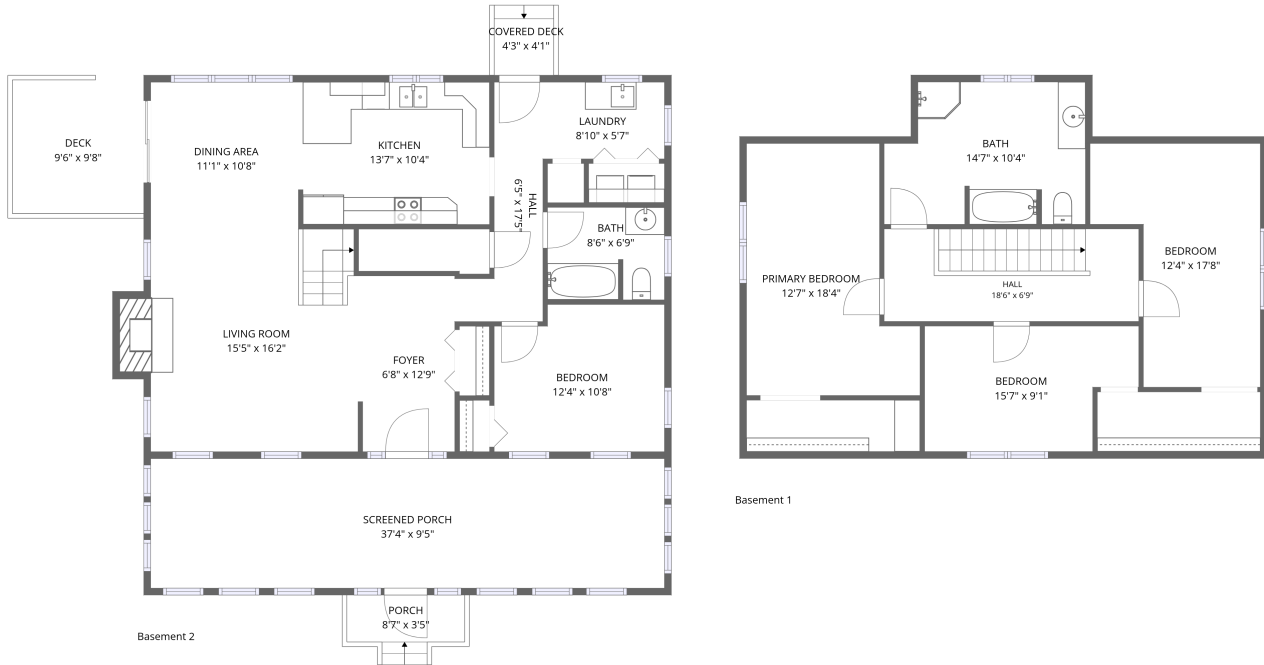 COVERED DECK
4'3" x 4'1"
DECK
9'6" x 9'8"
DINING AREA
11'1" x 10'8"
KITCHEN
13'7" x 10'4"
LAUNDRY
8'10" x 5'7"
HALL
6'5" x 17'5"
BATH
8'6" x 6'9"
LIVING ROOM
15'5" x 16'2"
FOYER
6'8" x 12'9"
BEDROOM
12'4" x 10'8"
SCREENED PORCH
37'4" x 9'5"
PORCH
8'7" x 3'5"
Basement 2
BATH
14'7" x 10'4"
PRIMARY BEDROOM
12'7" x 18'4"
HALL
18'6" x 6'9"
BEDROOM
12'4" x 17'8"
BEDROOM
15'7" x 9'1"
Basement 1